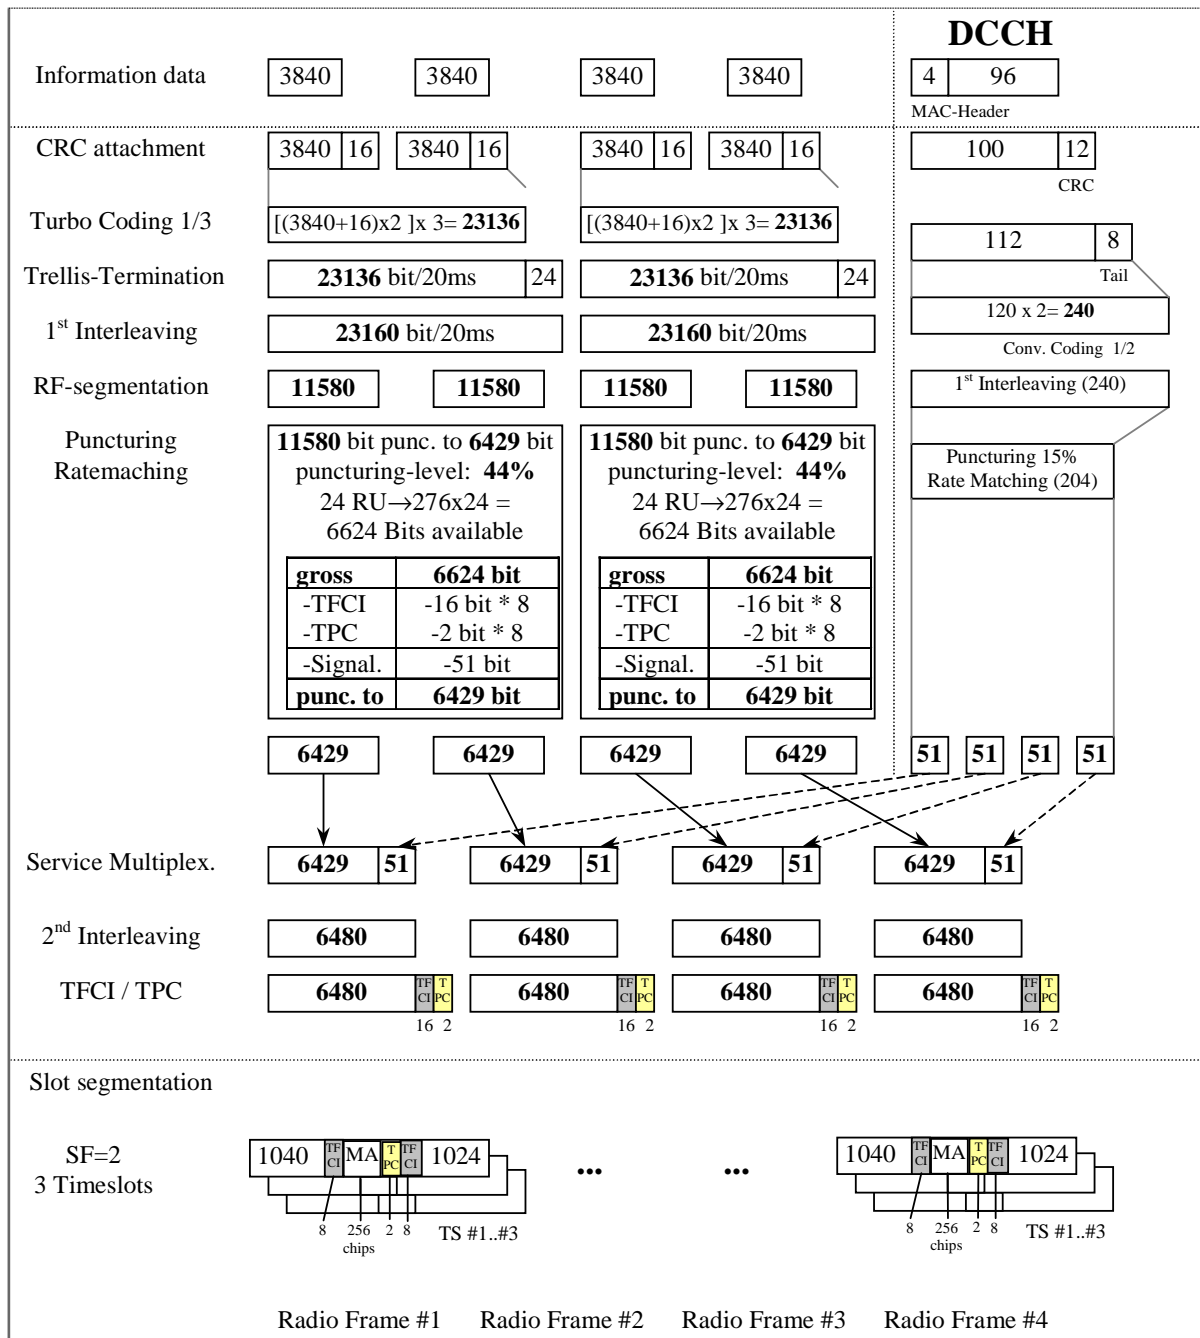 DCCH
Information data 3840 3840 3840 3840 4 96
MAC-Header
CRC attachment 3840 16 3840 16 3840 16 3840 16 100 12
CRC
Turbo Coding 1/3 [(3840+16)x2 ]x 3= 23136 [(3840+16)x2 ]x 3= 23136
112 8
Trellis-Termination 23136 bit/20ms 24 23136 bit/20ms 24
Tail
120 x 2= 240
1st Interleaving 23160 bit/20ms 23160 bit/20ms
Conv. Coding 1/2
RF-segmentation 11580 11580 11580 11580 1st Interleaving (240)
Puncturing 11580 bit punc. to 6429 bit 11580 bit punc. to 6429 bit
Ratemaching puncturing-level: 44% puncturing-level: 44% Puncturing 15%
Rate Matching (204)
24 RU→276x24 = 24 RU→276x24 =
6624 Bits available 6624 Bits available
gross 6624 bit gross 6624 bit
-TFCI -16 bit * 8 -TFCI -16 bit * 8
-TPC -2 bit * 8 -TPC -2 bit * 8
-Signal. -51 bit -Signal. -51 bit
punc. to 6429 bit punc. to 6429 bit
6429 6429 6429 6429 51 51 51 51
Service Multiplex. 6429 51 6429 51 6429 51 6429 51
2nd Interleaving 6480 6480 6480 6480
TFCI / TPC 6480 TF CI T PC 6480 TF CI T PC 6480 TF CI T PC 6480 TF CI T PC
16 2 16 2 16 2 16 2
Slot segmentation
SF=2 1040 TF CI MA T PC TF CI 1024 ... ... 1040 TF CI MA T PC TF CI 1024
3 Timeslots
8 256 2 8 TS #1..#3 8 256 2 8 TS #1..#3
chips chips
Radio Frame #1 Radio Frame #2 Radio Frame #3 Radio Frame #4